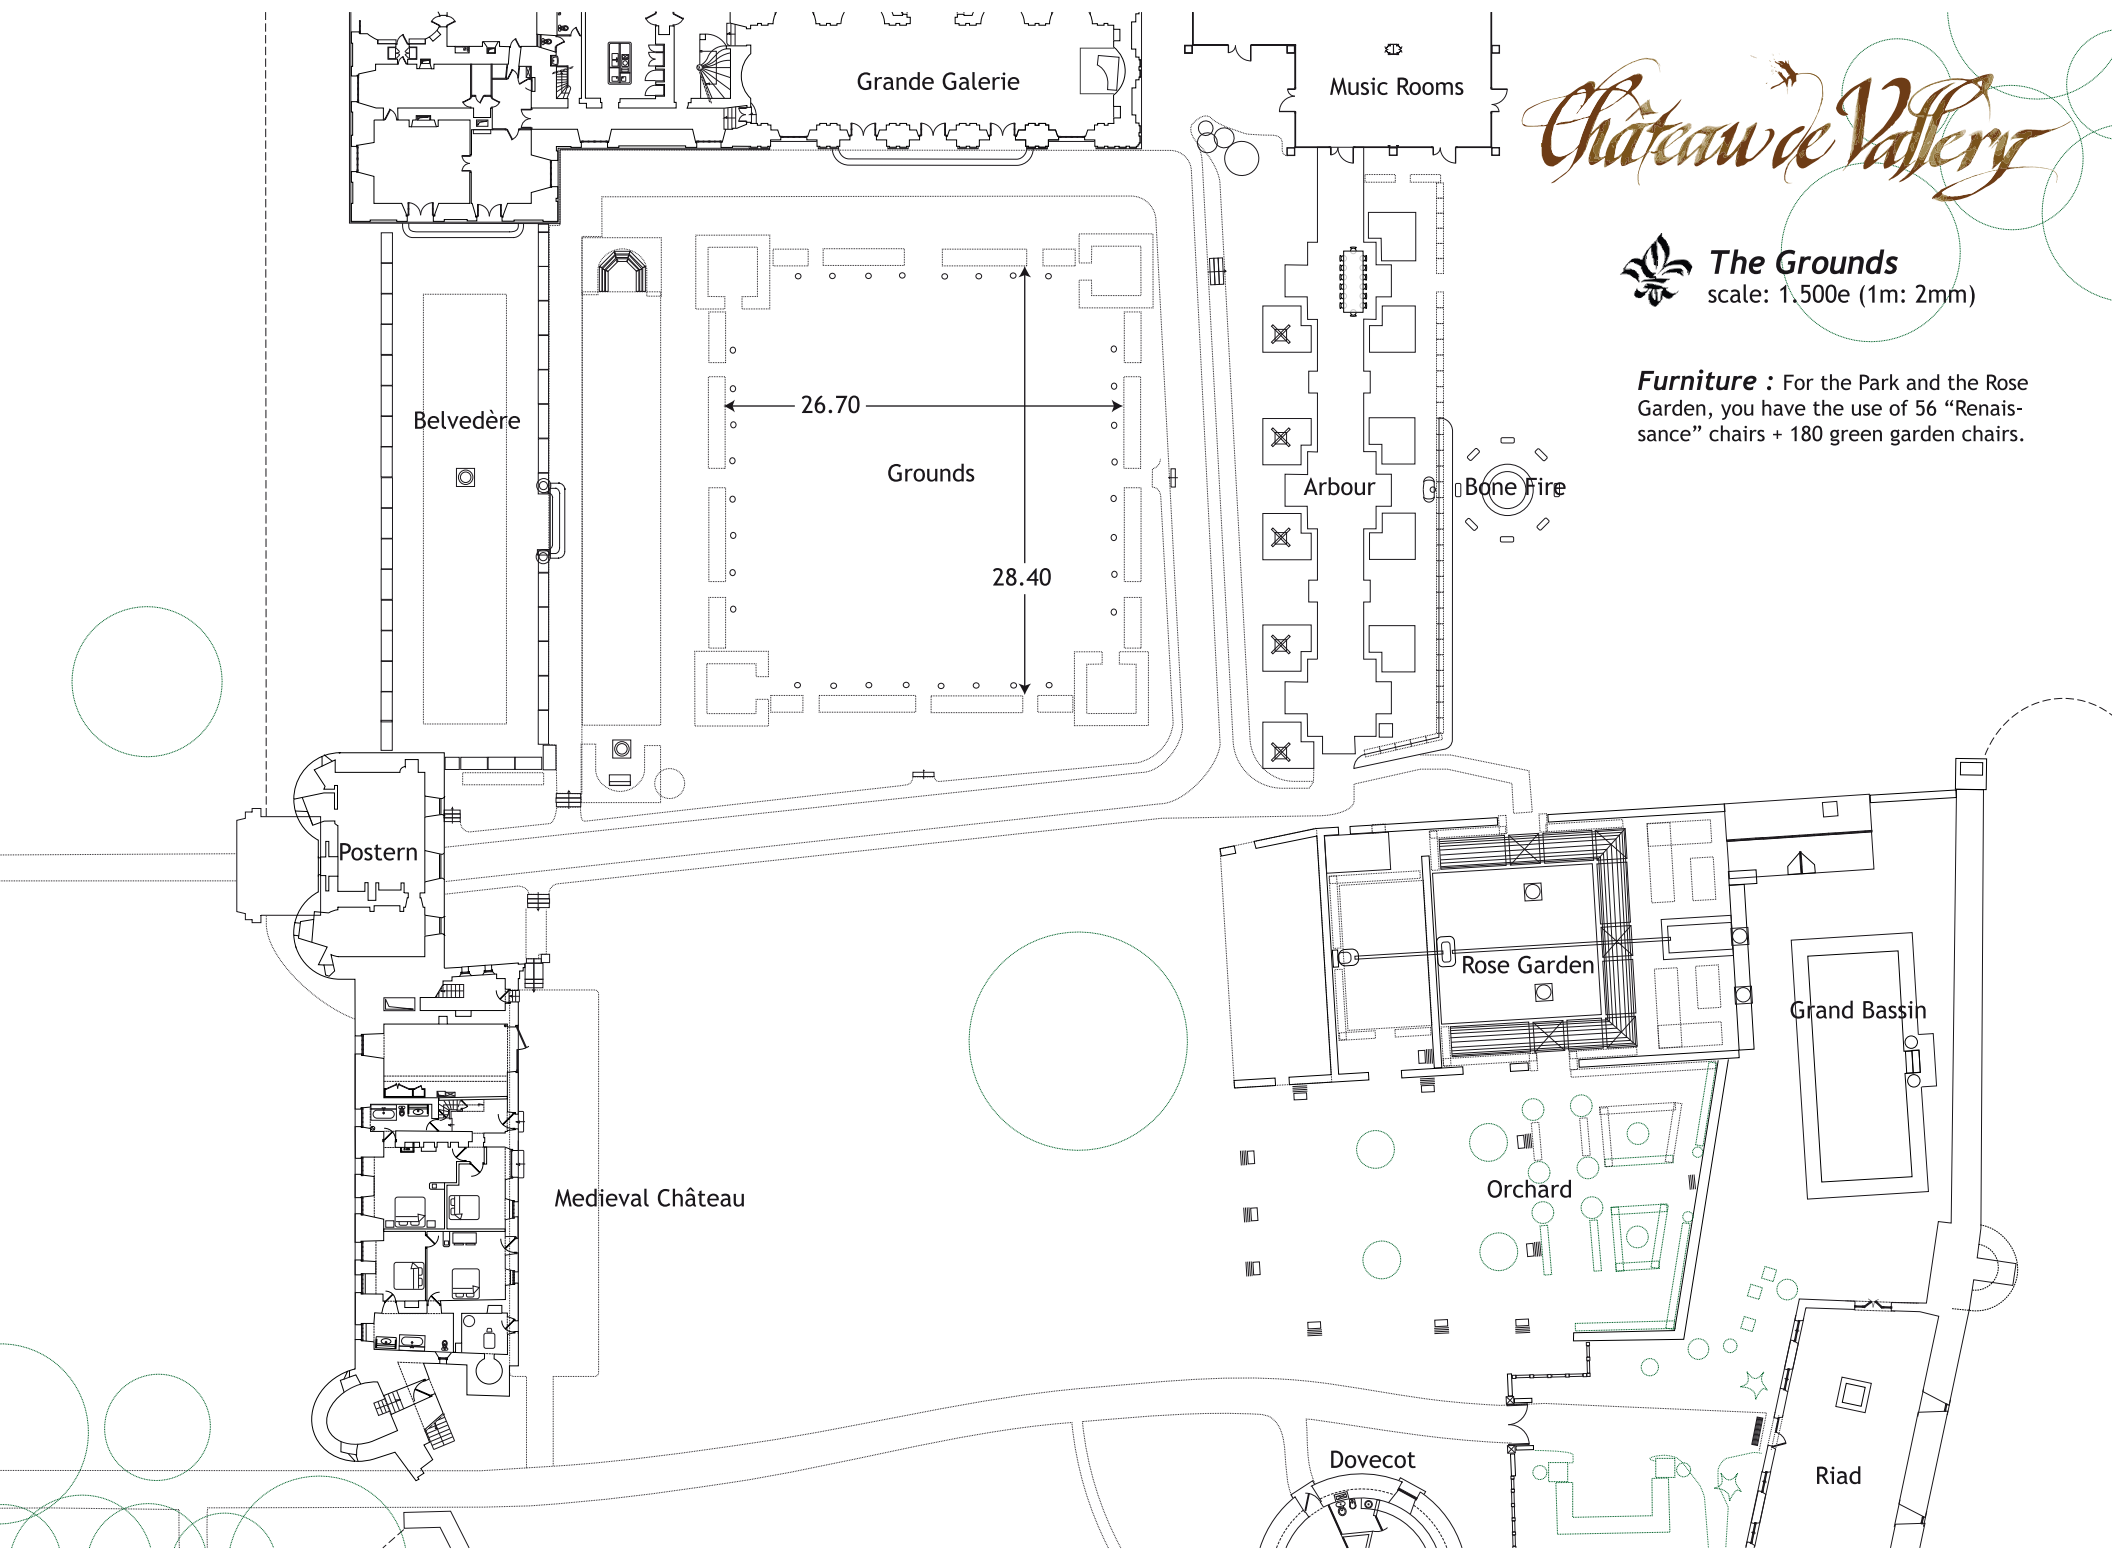 Grande Galerie
Music Rooms
Château de Vallery
The Grounds
scale: 1.500e (1m: 2mm)
Furniture : For the Park and the Rose
Garden, you have the use of 56 “Renais-
sance” chairs + 180 green garden chairs.
Belvedère
26.70
Grounds
Arbour
Bone Fire
28.40
Postern
Rose Garden
Grand Bassin
Medieval Château
Orchard
Dovecot
Riad